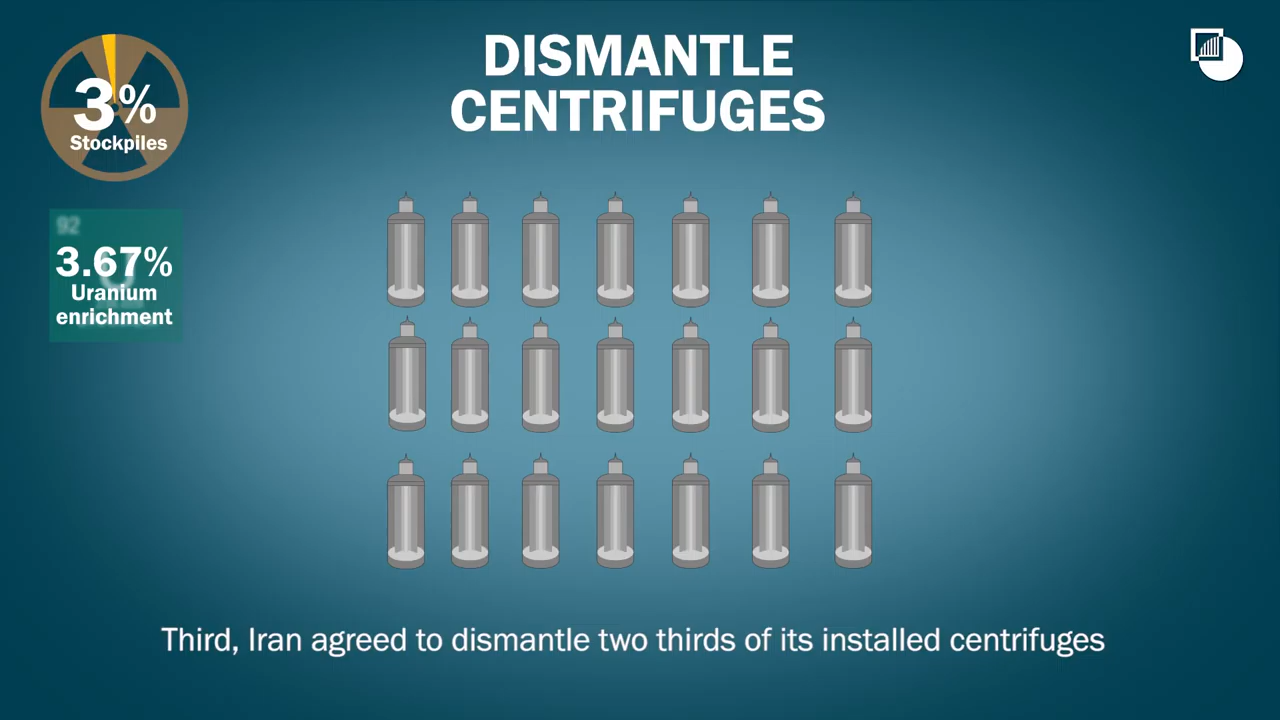 DISMANTLE
CENTRIFUGES
3%
Stockpiles
92
3.67%
Uranium
enrichment
Third, Iran agreed to dismantle two thirds of its installed centrifuges